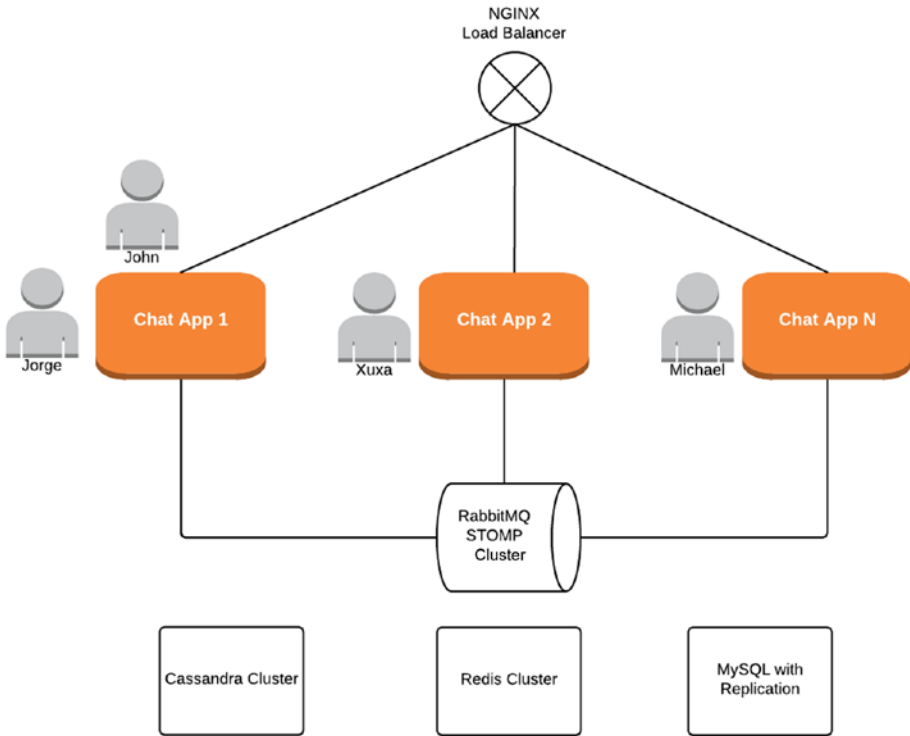 NGINX
Load Balancer
John
Jorge
Chat App 1
Xuxa
Chat App 2
Michael
Chat App N
RabbitMQ
STOMP
Cluster
Cassandra Cluster
Redis Cluster
MySQL with
Replication